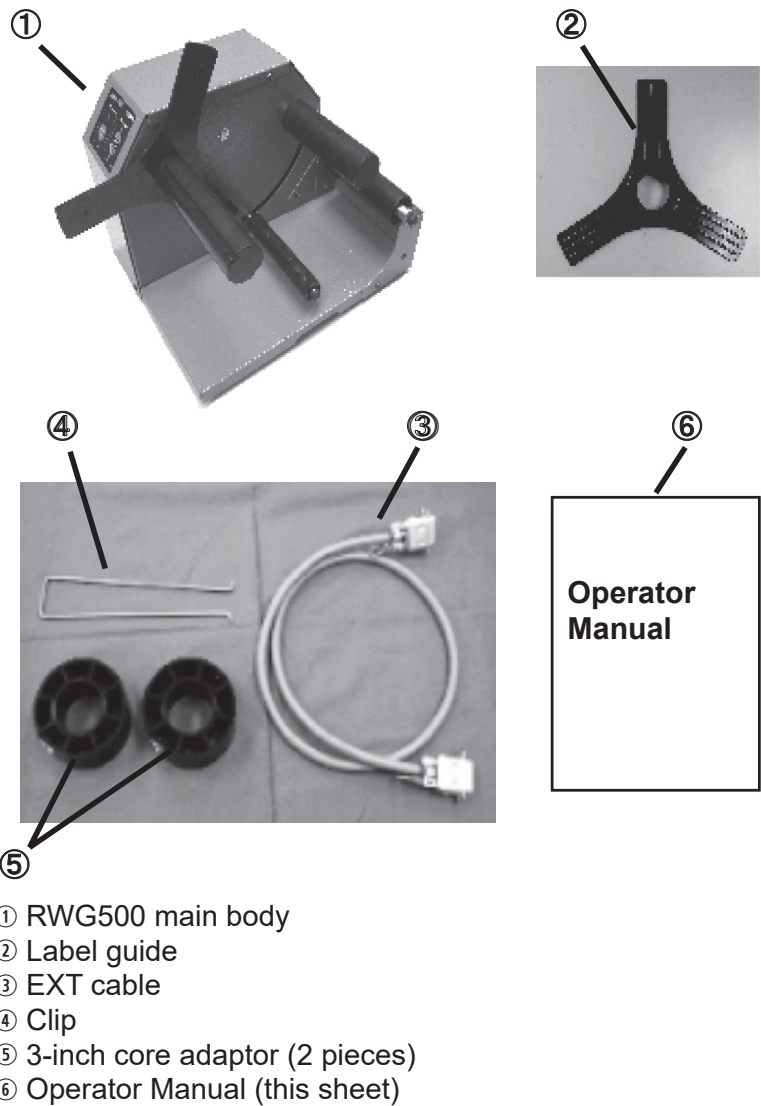 ①
②
④
③
⑥
Operator
Manual
⑤
① RWG500 main body
② Label guide
③ EXT cable
④ Clip
⑤ 3-inch core adaptor (2 pieces)
⑥ Operator Manual (this sheet)